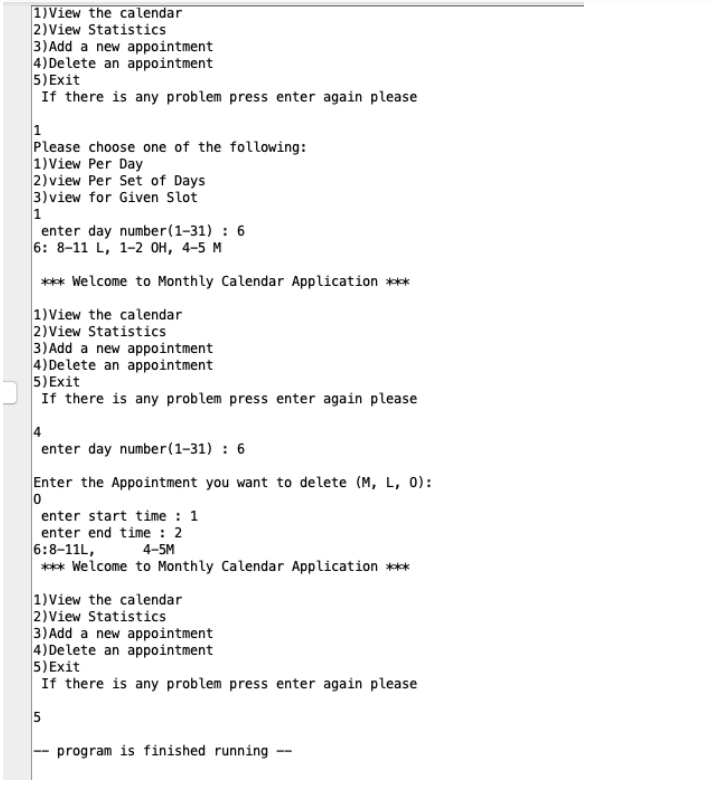 1)View the calendar
2)View Statistics
3)Add a new appointment
4)Delete an appointment
5)Exit
If there is any problem press enter again please
1
Please choose one of the following:
1)View Per Day
2)view Per Set of Days
3)view for Given Slot
1
enter day number(1-31) : 6
6: 8-11 L, 1-2 OH, 4-5 M
*** Welcome to Monthly Calendar Application ***
1)View the calendar
2)View Statistics
3)Add a new appointment
4)Delete an appointment
5)Exit
If there is any problem press enter again please
4
enter day number(1-31) : 6
Enter the Appointment you want to delete (M, L, O):
O
enter start time : 1
enter end time : 2
6:8-11L,      4-5M
*** Welcome to Monthly Calendar Application ***
1)View the calendar
2)View Statistics
3)Add a new appointment
4)Delete an appointment
5)Exit
If there is any problem press enter again please
5
-- program is finished running --